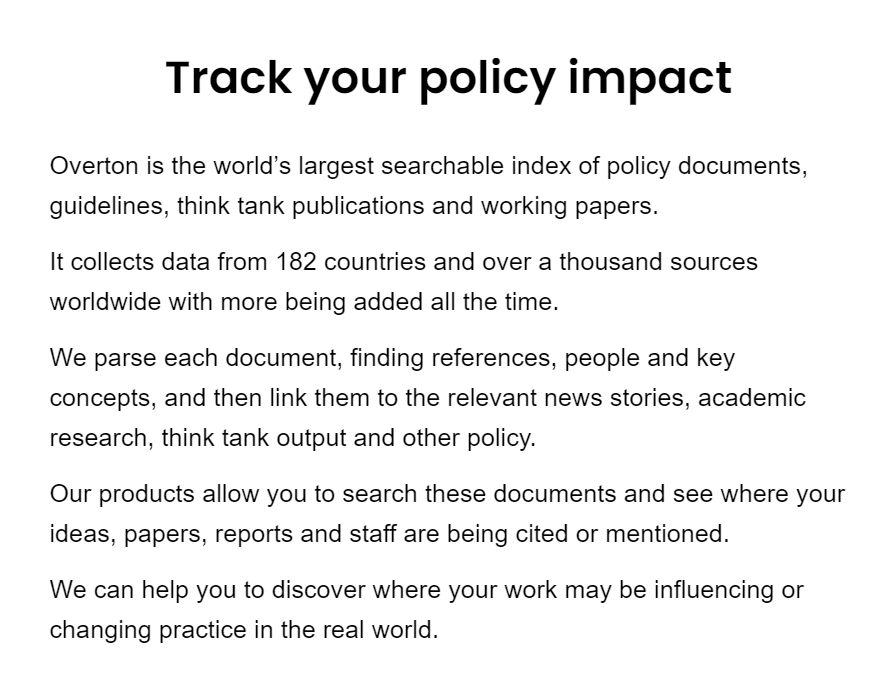 Track your policy impact
Overton is the world’s largest searchable index of policy documents,
guidelines, think tank publications and working papers.
It collects data from 182 countries and over a thousand sources
worldwide with more being added all the time.
We parse each document, finding references, people and key
concepts, and then link them to the relevant news stories, academic
research, think tank output and other policy.
Our products allow you to search these documents and see where your
ideas, papers, reports and staff are being cited or mentioned.
We can help you to discover where your work may be influencing or
changing practice in the real world.